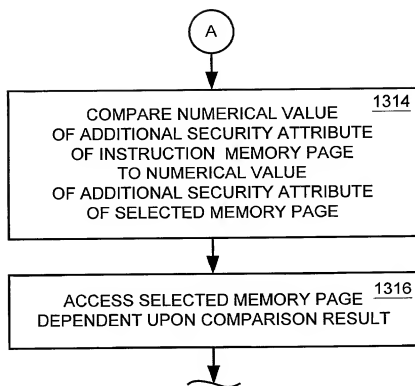 A
1314
COMPARE NUMERICAL VALUE
OF ADDITIONAL SECURITY ATTRIBUTE
OF INSTRUCTION MEMORY PAGE
TO NUMERICAL VALUE
OF ADDITIONAL SECURITY ATTRIBUTE
OF SELECTED MEMORY PAGE
ACCESS SELECTED MEMORY PAGE 1316
DEPENDENT UPON COMPARISON RESULT